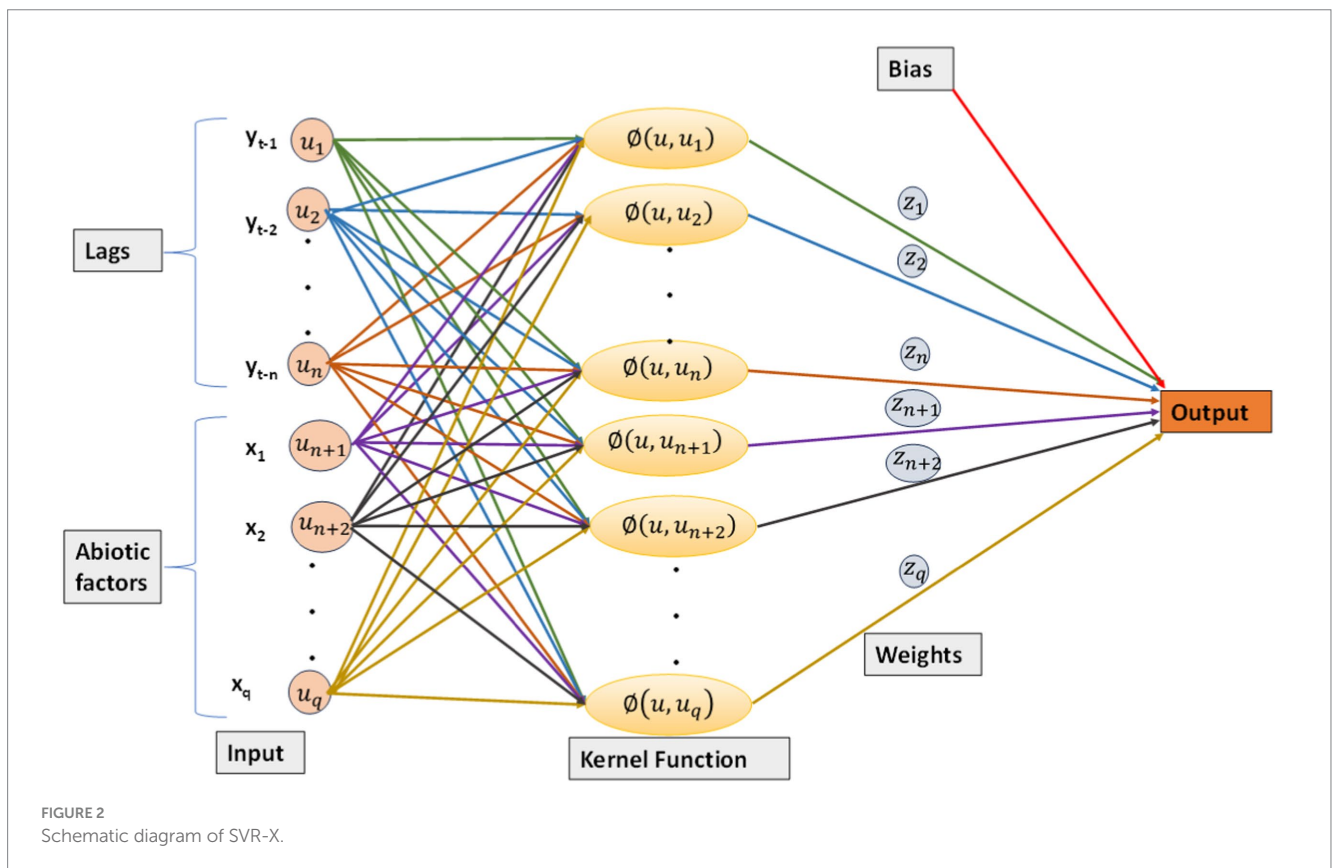 Bias
y_{t-1}
u_1
Ø(u, u_1)
z_1
y_{t-2}
u_2
Ø(u, u_2)
z_2
Lags
y_{t-n}
u_n
Ø(u, u_n)
z_n
x_1
u_{n+1}
Ø(u, u_{n+1})
z_{n+1}
Output
x_2
u_{n+2}
Ø(u, u_{n+2})
z_{n+2}
Abiotic
factors
z_q
Weights
x_q
u_q
Ø(u, u_q)
Input
Kernel Function
FIGURE 2
Schematic diagram of SVR-X.